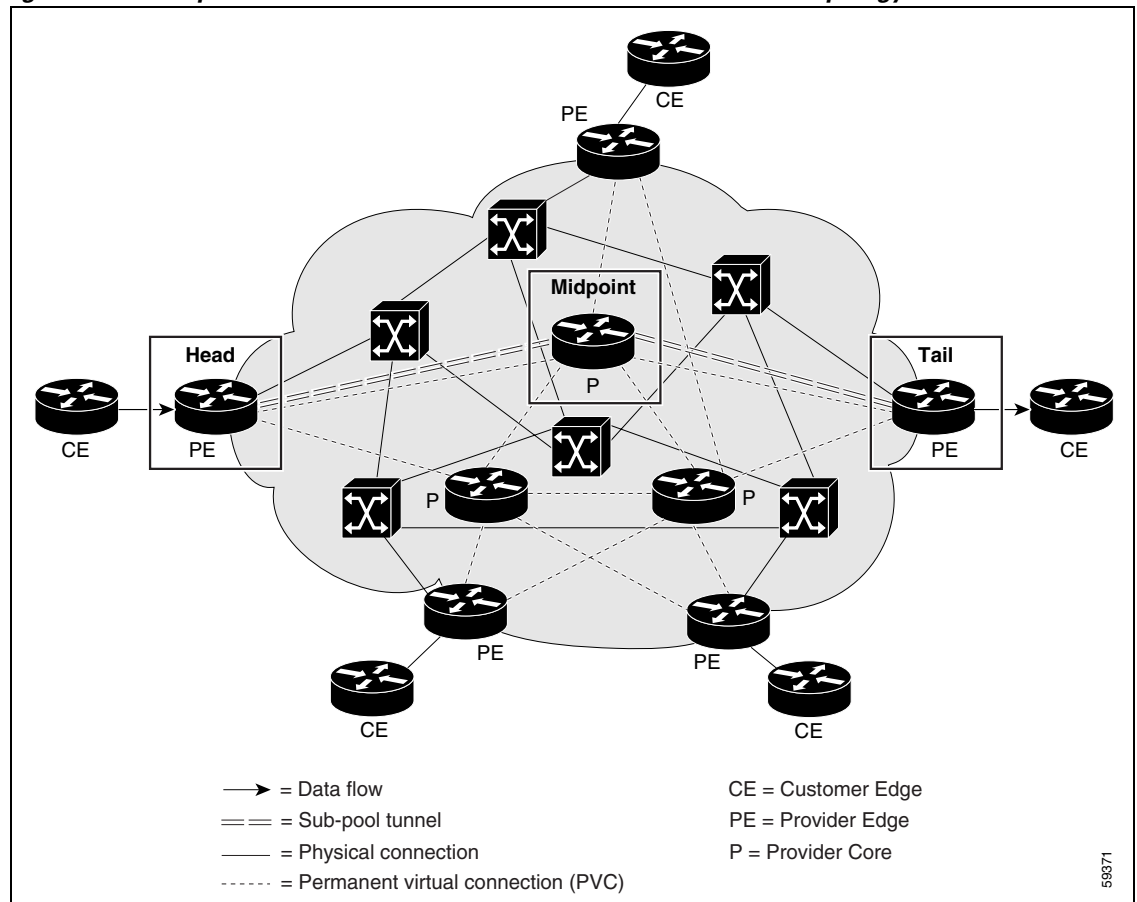 CE
PE
Midpoint
P
Head
PE
CE
Tail
PE
CE
P
P
PE
PE
CE
CE
= Data flow
= Sub-pool tunnel
= Physical connection
= Permanent virtual connection (PVC)
CE = Customer Edge
PE = Provider Edge
P = Provider Core
59371